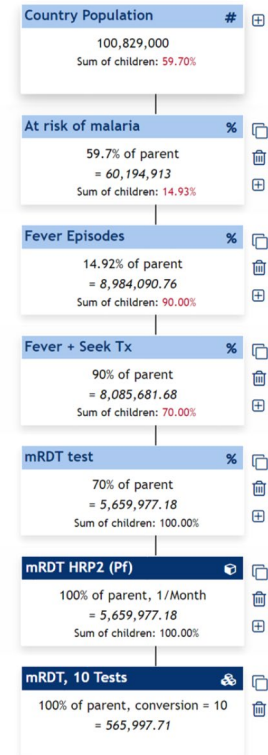 Country Population #
100,829,000
Sum of children: 59.70%
At risk of malaria %
59.7% of parent
= 60,194,913
Sum of children: 14.93%
Fever Episodes %
14.92% of parent
= 8,984,090.76
Sum of children: 90.00%
Fever + Seek Tx %
90% of parent
= 8,085,681.68
Sum of children: 70.00%
mRDT test %
70% of parent
= 5,659,977.18
Sum of children: 100.00%
mRDT HRP2 (Pf)
100% of parent, 1/Month
= 5,659,977.18
Sum of children: 100.00%
mRDT, 10 Tests
100% of parent, conversion = 10
= 565,997.71